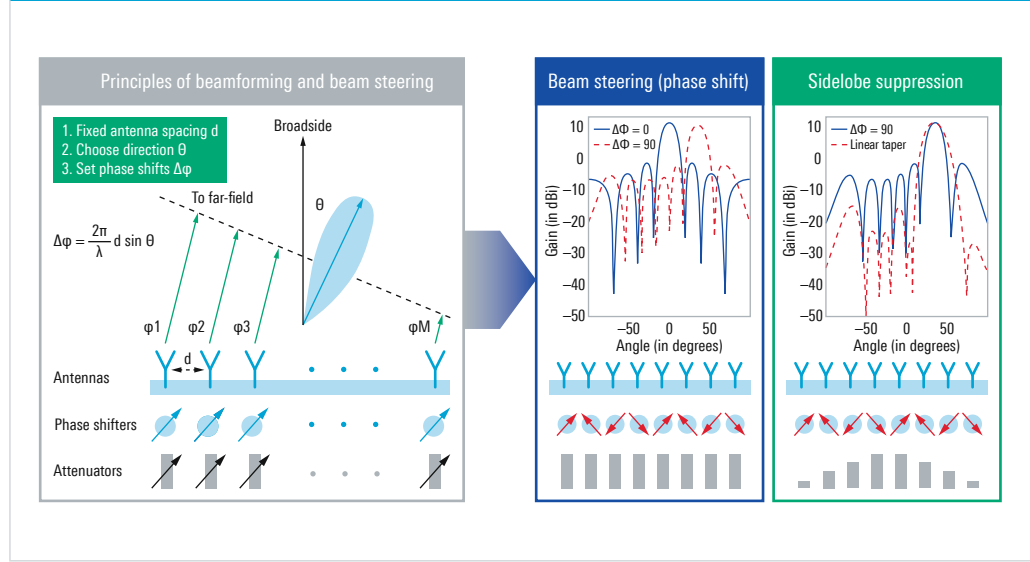 Principles of beamforming and beam steering
1. Fixed antenna spacing d
2. Choose direction θ
3. Set phase shifts Δφ
Broadside
To far-field
θ
Δφ = 2π/λ d sin θ
φ1
φ2
φ3
φM
d
Antennas
Phase shifters
Attenuators
Beam steering (phase shift)
Gain (in dBi)
10
0
–10
–20
–30
–40
–50
ΔΦ = 0
ΔΦ = 90
–50
0
50
Angle (in degrees)
Sidelobe suppression
Gain (in dBi)
10
0
–10
–20
–30
–40
–50
ΔΦ = 90
Linear taper
–50
0
50
Angle (in degrees)